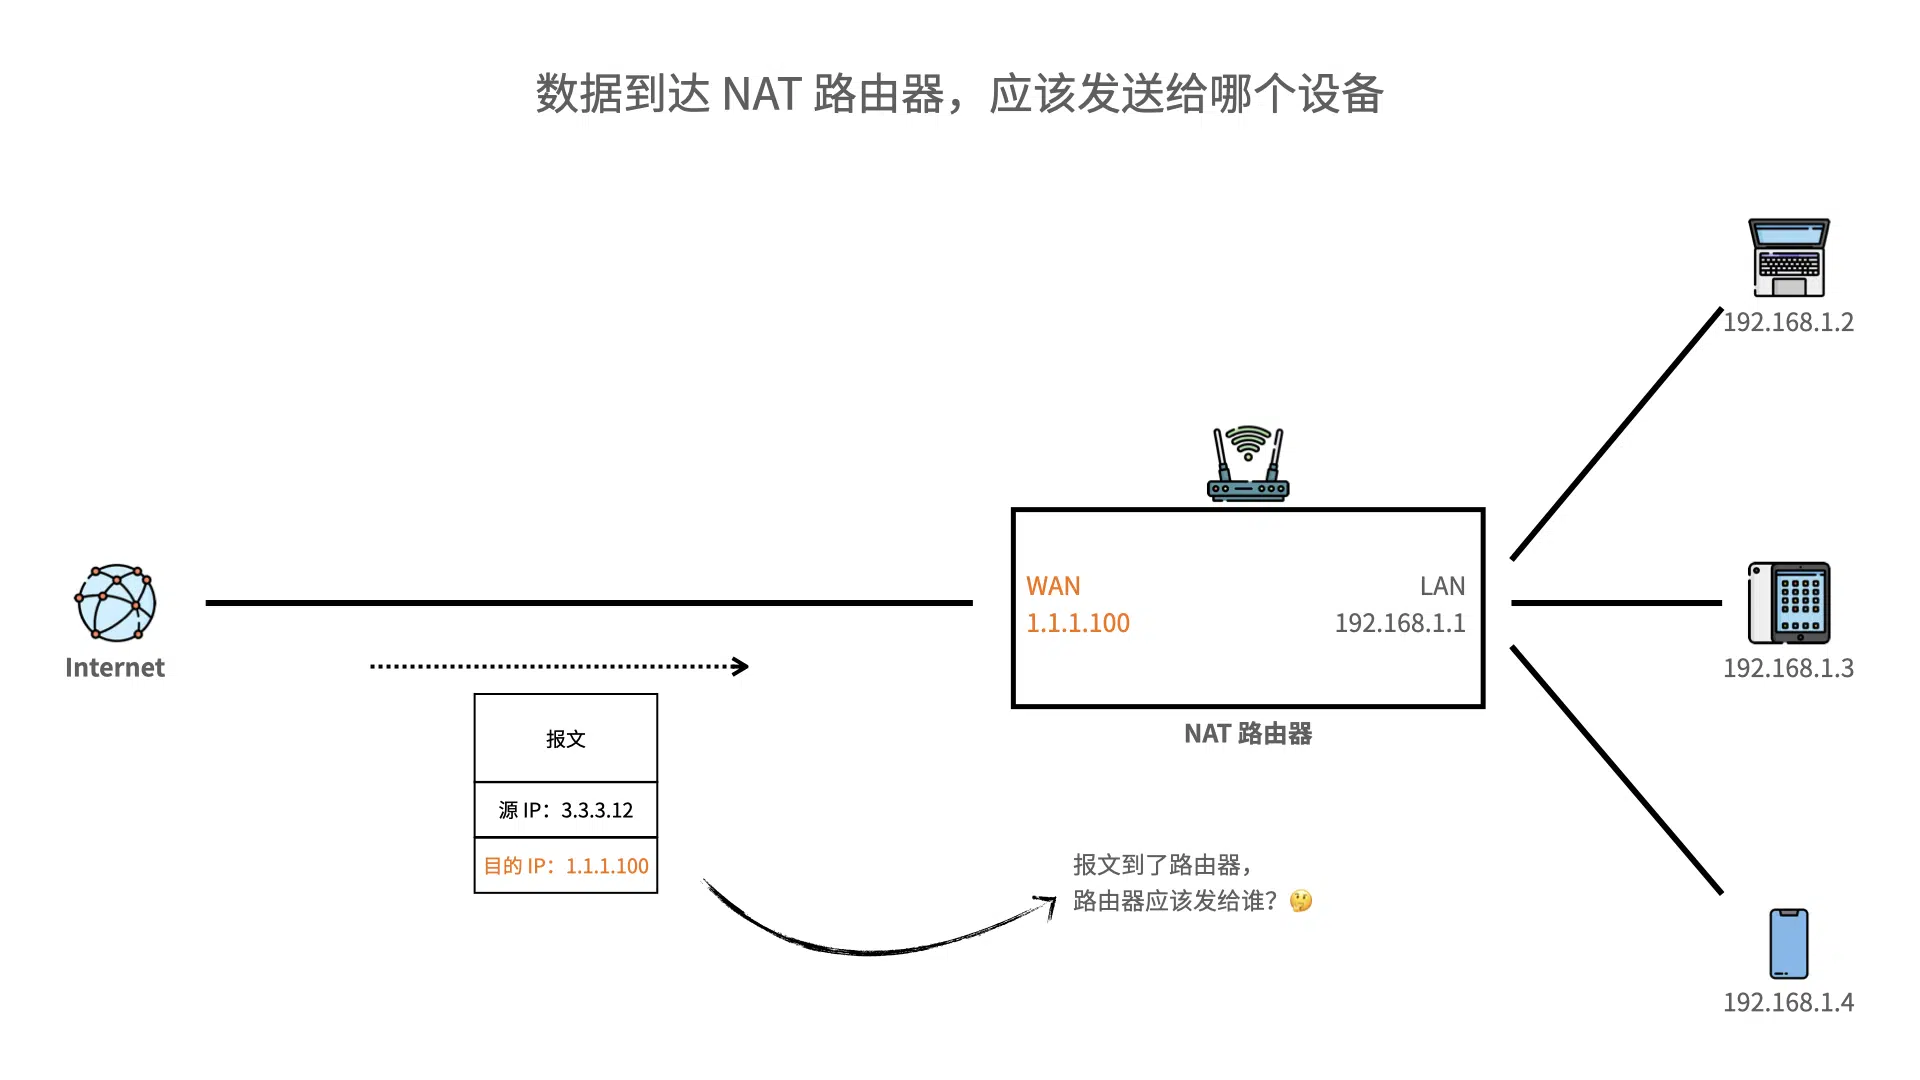 数据到达 NAT 路由器，应该发送给哪个设备
192.168.1.2
WAN
LAN
1.1.1.100
192.168.1.1
Internet
192.168.1.3
NAT 路由器
报文
源 IP：3.3.3.12
目的 IP：1.1.1.100
报文到了路由器，
路由器应该发给谁？🤔
192.168.1.4